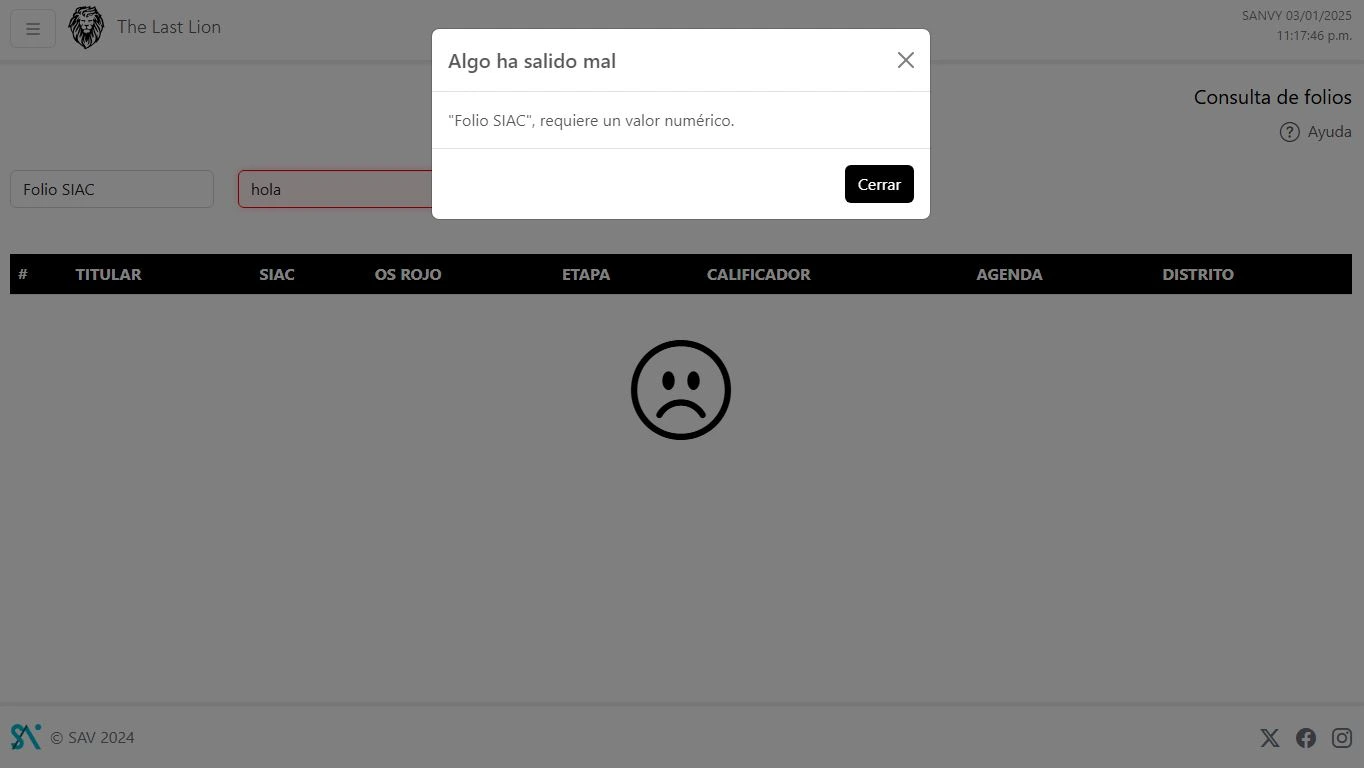 The Last Lion
SANVY 03/01/2025
11:17:46 p.m.
Algo ha salido mal
"Folio SIAC", requiere un valor numérico.
Cerrar
Consulta de folios
Ayuda
Folio SIAC
hola
# TITULAR SIAC OS ROJO ETAPA CALIFICADOR AGENDA DISTRITO
© SAV 2024